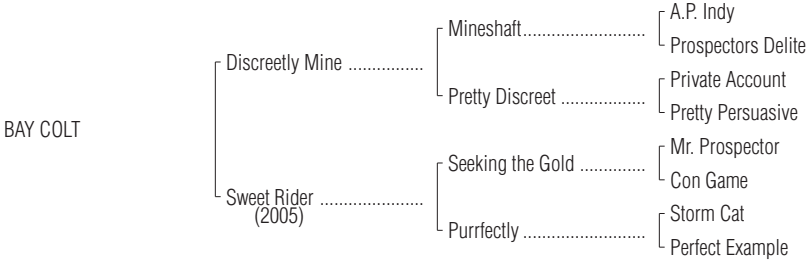 A.P. Indy
Mineshaft..........................
Prospectors Delite
Discreetly Mine ................
Private Account
Pretty Discreet ..................
Pretty Persuasive
BAY COLT
Mr. Prospector
Seeking the Gold ..............
Con Game
Sweet Rider ......................
(2005)
Storm Cat
Purrfectly ..........................
Perfect Example